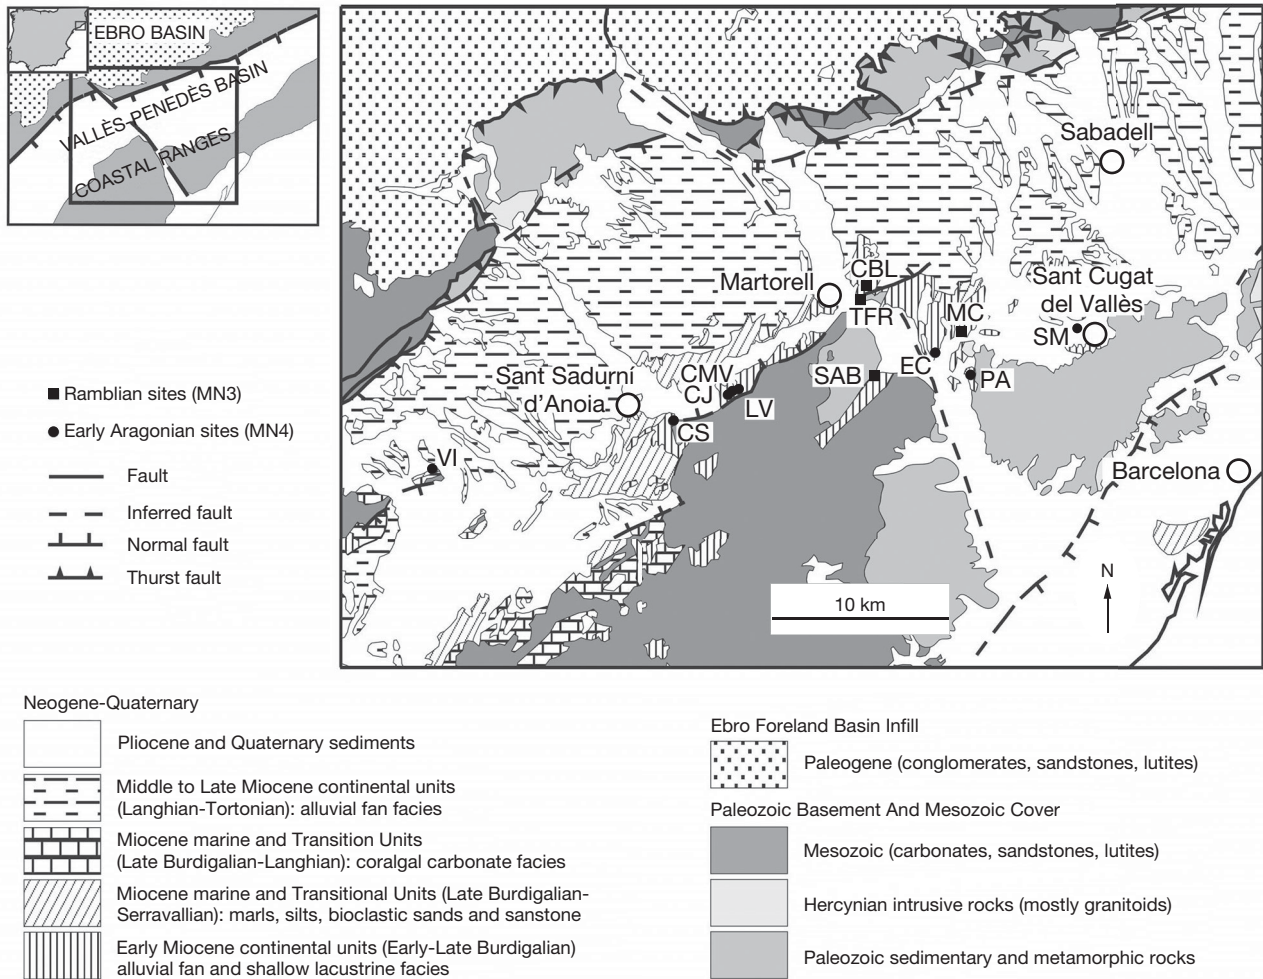 EBRO BASIN
VALLÈS-PENEDÈS BASIN
COASTAL RANGES
Sabadell
Martorell
CBL
TFR
Sant Cugat
del Vallès
MC
SM
EC
PA
SAB
CMV
CJ
LV
Sant Sadurní
d'Anoia
CS
VI
Barcelona
10 km
N
Ramblian sites (MN3)
Early Aragonian sites (MN4)
Fault
Inferred fault
Normal fault
Thurst fault
Neogene-Quaternary
Pliocene and Quaternary sediments
Middle to Late Miocene continental units
(Langhian-Tortonian): alluvial fan facies
Miocene marine and Transition Units
(Late Burdigalian-Langhian): coralgal carbonate facies
Miocene marine and Transitional Units (Late Burdigalian-
Serravallian): marls, silts, bioclastic sands and sanstone
Early Miocene continental units (Early-Late Burdigalian)
alluvial fan and shallow lacustrine facies
Ebro Foreland Basin Infill
Paleogene (conglomerates, sandstones, lutites)
Paleozoic Basement And Mesozoic Cover
Mesozoic (carbonates, sandstones, lutites)
Hercynian intrusive rocks (mostly granitoids)
Paleozoic sedimentary and metamorphic rocks